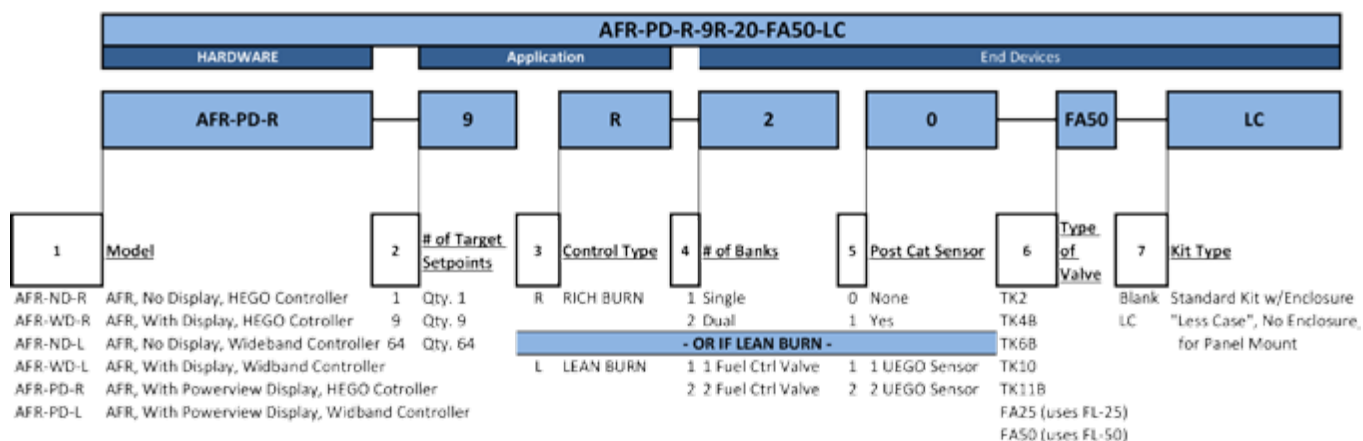 AFR-PD-R-9R-20-FA50-LC
HARDWARE Application End Devices
AFR-PD-R 9 R 2 0 FA50 LC
1 Model 2 # of Target Setpoints 3 Control Type 4 # of Banks 5 Post Cat Sensor 6 Type of Valve 7 Kit Type
AFR-ND-R AFR, No Display, HEGO Controller 1 Qty. 1 R RICH BURN 1 Single 0 None TK2 Blank Standard Kit w/Enclosure
AFR-WD-R AFR, With Display, HEGO Cotroller 9 Qty. 9 2 Dual 1 Yes TK4B LC "Less Case", No Enclosure,
AFR-ND-L AFR, No Display, Wideband Controller 64 Qty. 64 - OR IF LEAN BURN - TK6B for Panel Mount
AFR-WD-L AFR, With Display, Widband Controller L LEAN BURN 1 1 Fuel Ctrl Valve 1 1 UEGO Sensor TK10
AFR-PD-R AFR, With Powerview Display, HEGO Cotroller 2 2 Fuel Ctrl Valve 2 2 UEGO Sensor TK11B
AFR-PD-L AFR, With Powerview Display, Widband Controller FA25 (uses FL-25)
FA50 (uses FL-50)